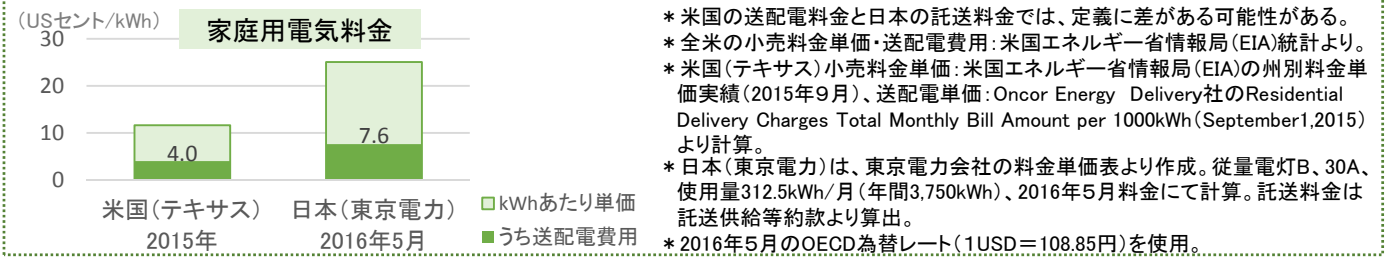 (USセント/kWh)
家庭用電気料金
30
20
10
0
4.0
7.6
米国(テキサス)
2015年
日本(東京電力)
2016年5月
kWhあたり単価
うち送配電費用
*米国の送配電料金と日本の託送料金では、定義に差がある可能性がある。
*全米の小売料金単価・送配電費用:米国エネルギー省情報局(EIA)統計より。
*米国(テキサス)小売料金単価:米国エネルギー省情報局(EIA)の州別料金単
価実績(2015年9月)、送配電単価:Oncor Energy Delivery社のResidential
Delivery Charges Total Monthly Bill Amount per 1000kWh(September1,2015)
より計算。
*日本(東京電力)は、東京電力会社の料金単価表より作成。従量電灯B、30A、
使用量312.5kWh/月(年間3,750kWh)、2016年5月料金にて計算。託送料金は
託送供給等約款より算出。
*2016年5月のOECD為替レート(1USD=108.85円)を使用。